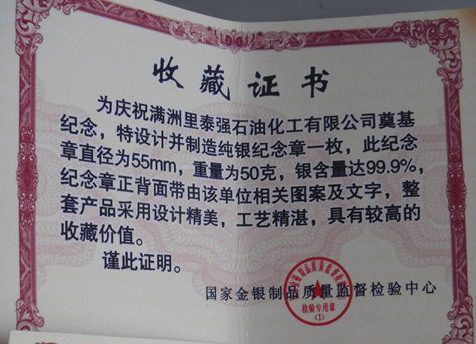 收藏证书
为庆祝满洲里泰强石油化工有限公司奠基
纪念，特设计并制造纯银纪念章一枚，此纪
念章直径为55mm，重量为50克，银含量达99.9%，
纪念章正背面带由该单位相关图案及文字，整
套产品采用设计精美，工艺精湛，具有较高的
收藏价值。
谨此证明。
国家金银制品质量监督检验中心
检验专用章
(1)